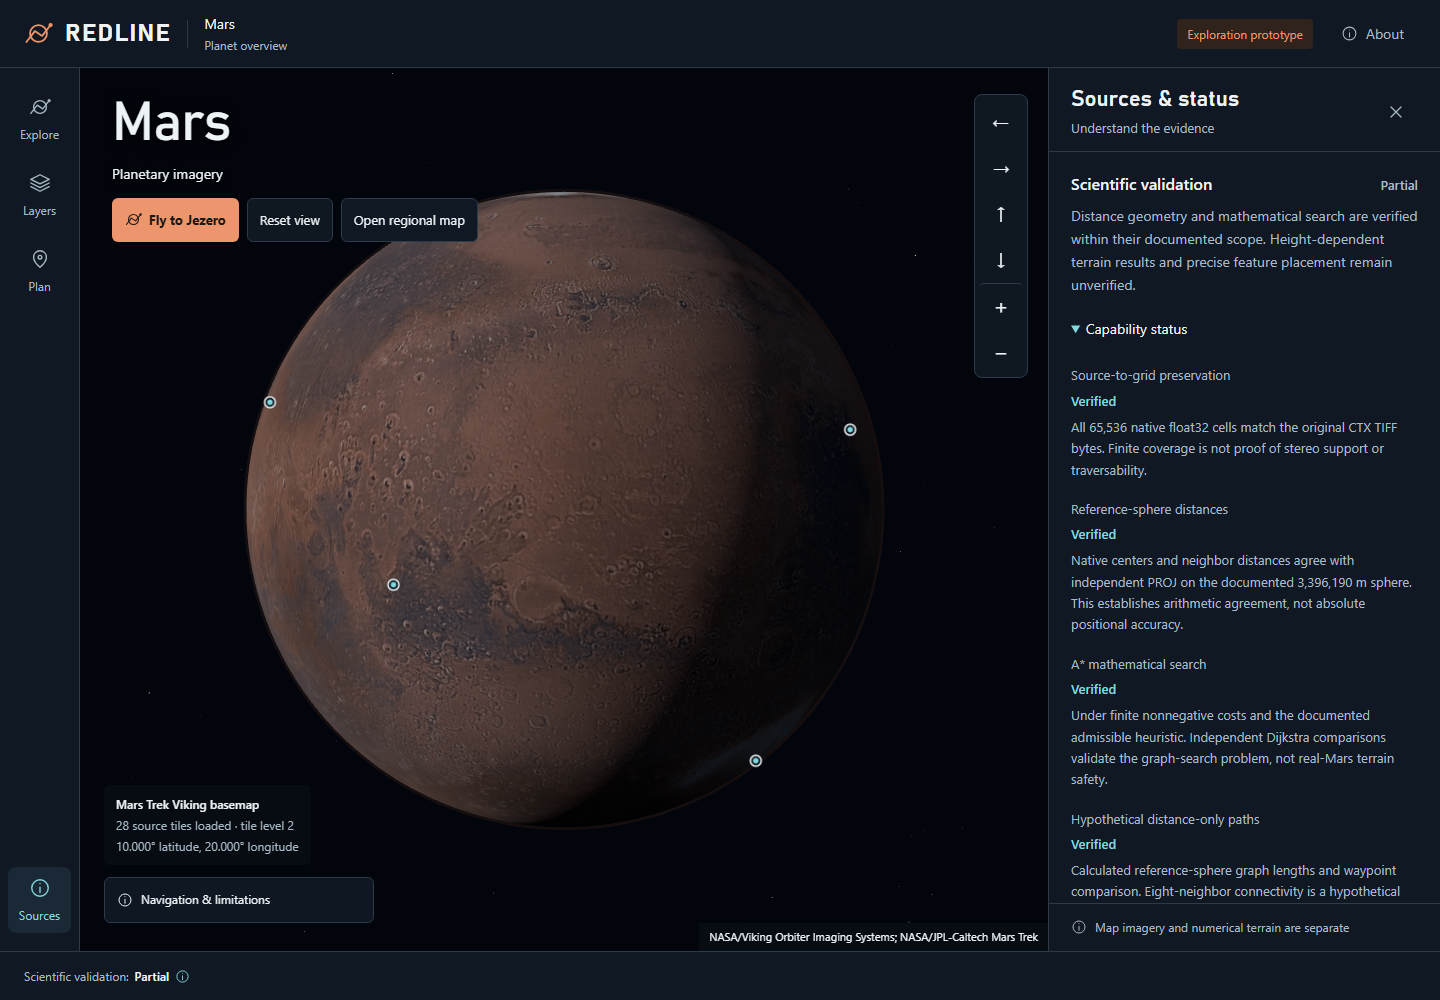 REDLINE
Mars
Planet overview
Exploration prototype
About
Explore
Layers
Plan
Sources
Mars
Planetary imagery
Fly to Jezero
Reset view
Open regional map
Mars Trek Viking basemap
28 source tiles loaded · tile level 2
10.000° latitude, 20.000° longitude
Navigation & limitations
NASA/Viking Orbiter Imaging Systems; NASA/JPL-Caltech Mars Trek
Sources & status
Understand the evidence
Scientific validation
Partial
Distance geometry and mathematical search are verified
within their documented scope. Height-dependent
terrain results and precise feature placement remain
unverified.
Capability status
Source-to-grid preservation
Verified
All 65,536 native float32 cells match the original CTX TIFF
bytes. Finite coverage is not proof of stereo support or
traversability.
Reference-sphere distances
Verified
Native centers and neighbor distances agree with
independent PROJ on the documented 3,396,190 m sphere.
This establishes arithmetic agreement, not absolute
positional accuracy.
A* mathematical search
Verified
Under finite nonnegative costs and the documented
admissible heuristic. Independent Dijkstra comparisons
validate the graph-search problem, not real-Mars terrain
safety.
Hypothetical distance-only paths
Verified
Calculated reference-sphere graph lengths and waypoint
comparison. Eight-neighbor connectivity is a hypothetical
Map imagery and numerical terrain are separate
Scientific validation: Partial